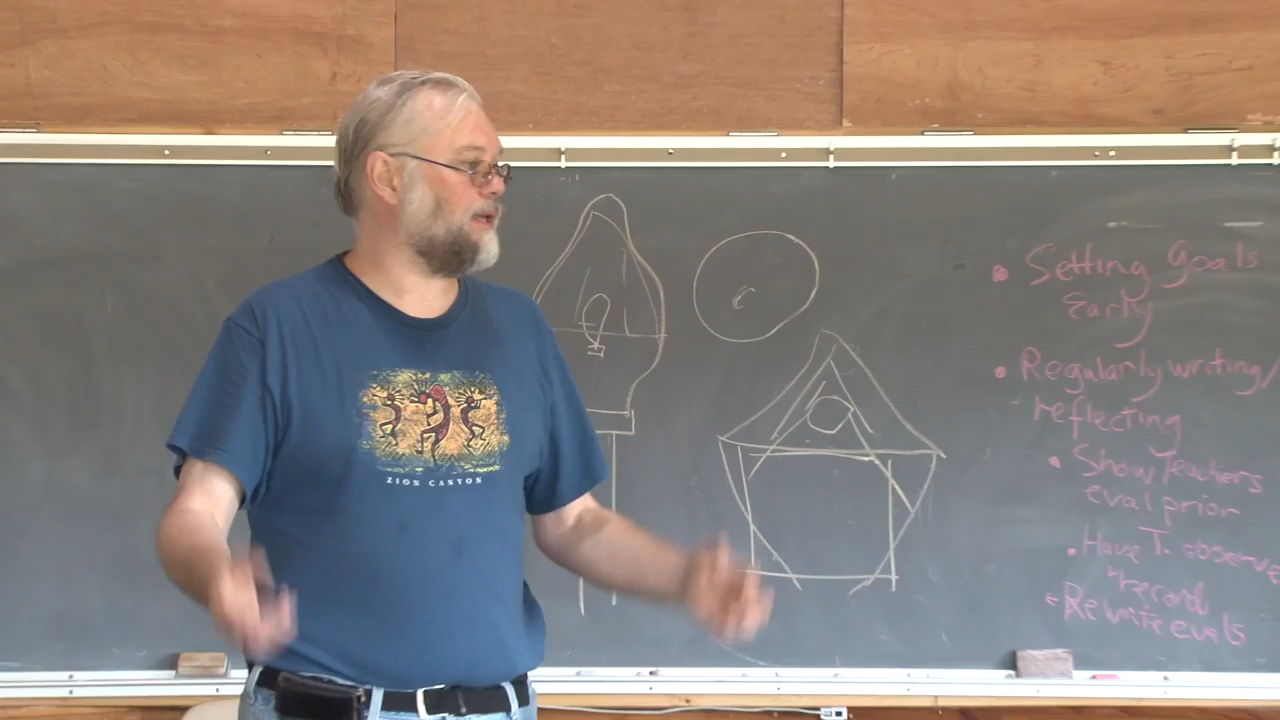 ZION CANYON
C
• Setting Goals
Early
• Regularly writing/
reflecting
• Show Teachers
eval prior
• Have T. observe
record
• Rewrite evals